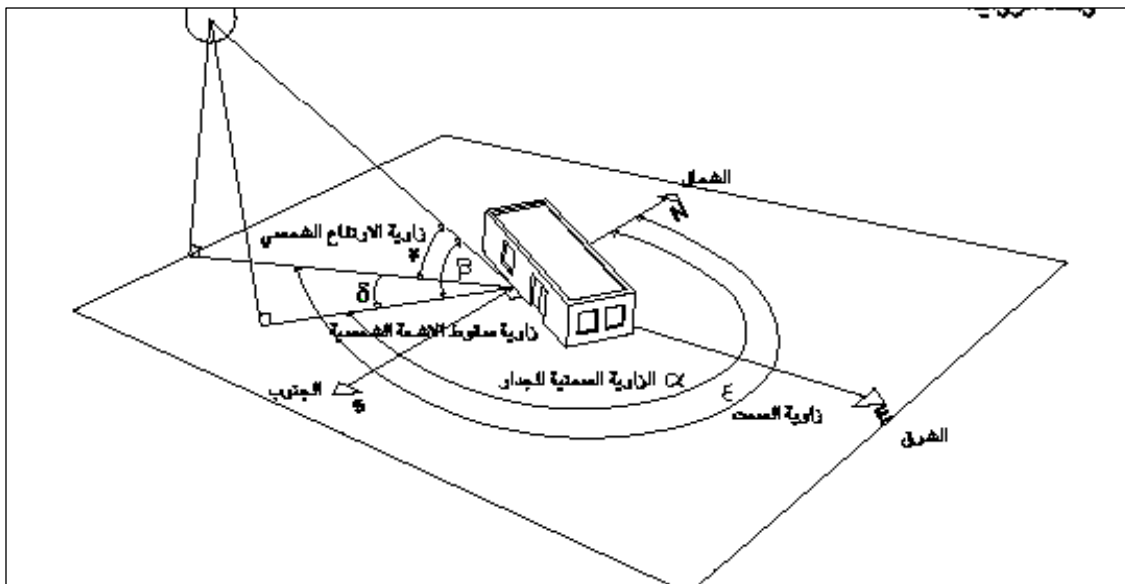 الشمال
N
زاوية الارتفاع الشمسي
γ
β
δ
زاوية سقوط الاشعة الشمسية
الجنوب
S
الزاوية السمتية للجدار α
زاوية السمت ع
E
الشرق